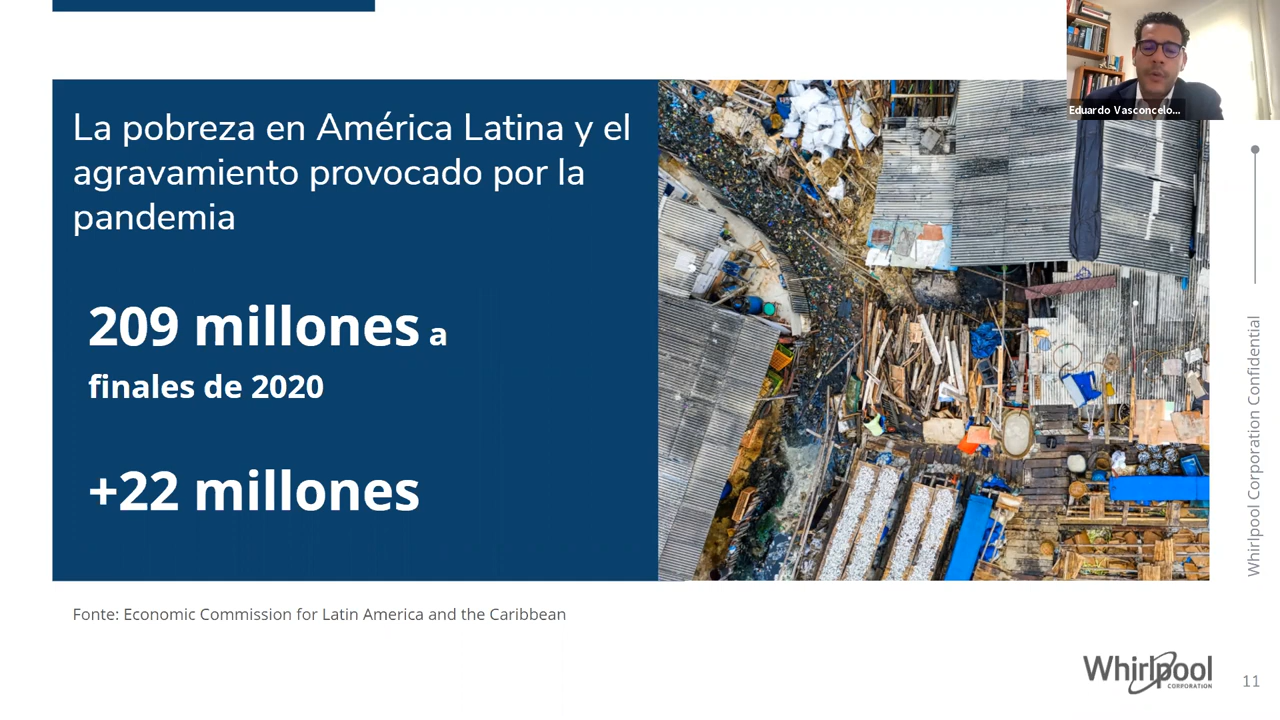 La pobreza en América Latina y el
agravamiento provocado por la
pandemia
209 millones a
finales de 2020
+22 millones
Fonte: Economic Commission for Latin America and the Caribbean
Eduardo Vasconcelo...
Whirlpool Corporation Confidential
Whirlpool
CORPORATION
11